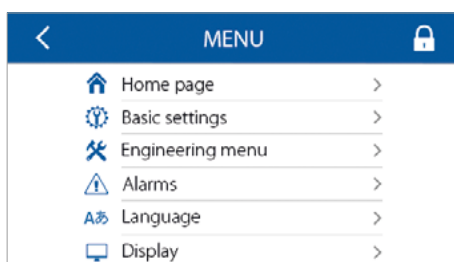 MENU
Home page
Basic settings
Engineering menu
Alarms
Aあ Language
Display